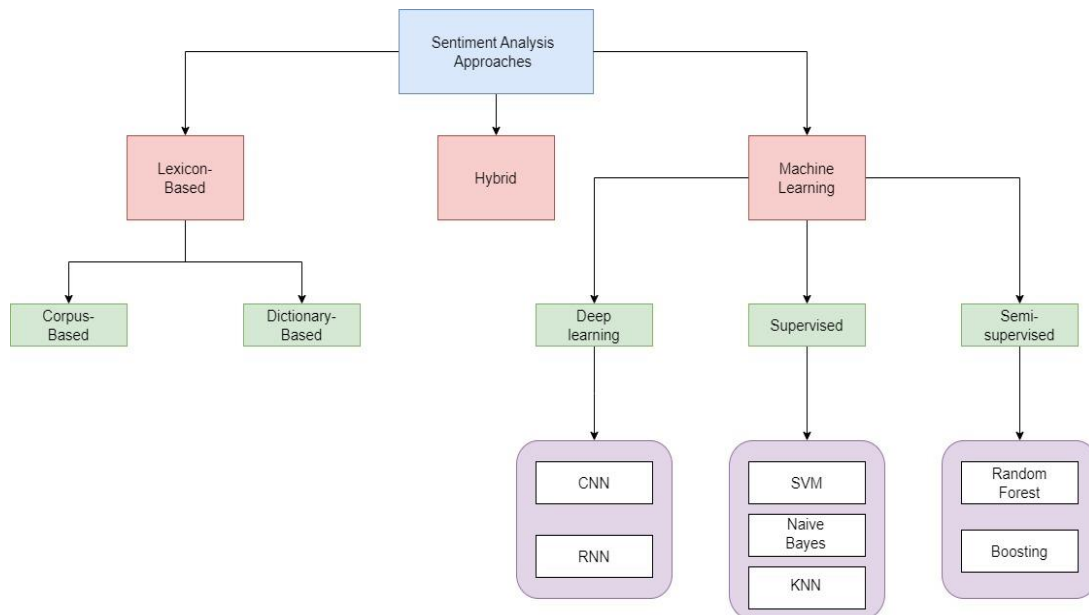 Sentiment Analysis
Approaches
Lexicon-
Based
Hybrid
Machine
Learning
Corpus-
Based
Dictionary-
Based
Deep
learning
Supervised
Semi-
supervised
CNN
RNN
SVM
Naive
Bayes
KNN
Random
Forest
Boosting